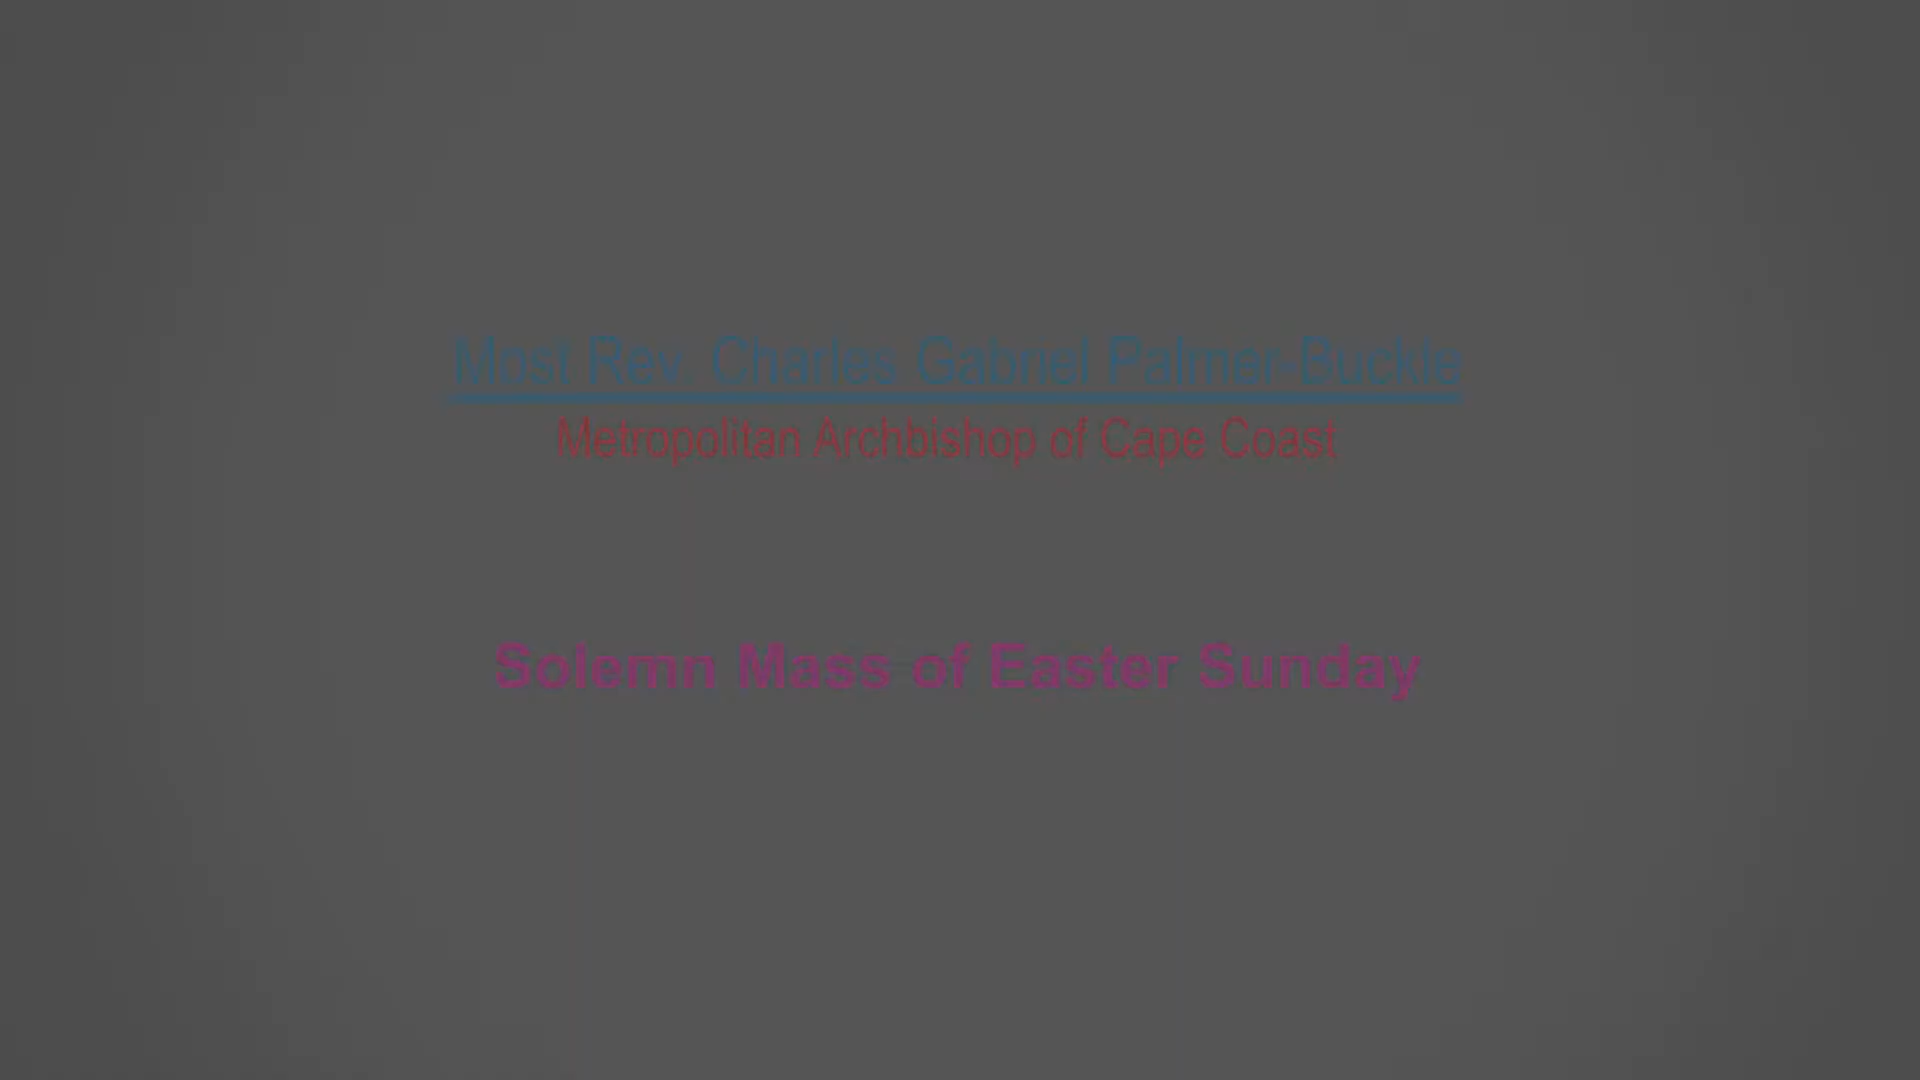 Most Rev. Charles Gabriel Palmer-Buckle
Metropolitan Archbishop of Cape Coast
Solemn Mass of Easter Sunday